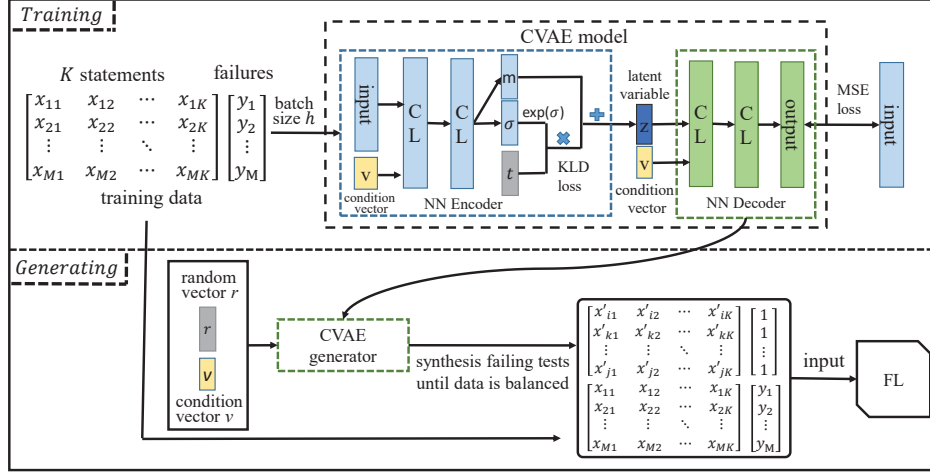 Training
K statements failures
x11 x12 ⋯ x1K y1
x21 x22 ⋯ x2K y2
⋮ ⋮ ⋱ ⋮ ⋮
xM1 xM2 ⋯ xMK yM
training data
batch
size h
CVAE model
input
v
condition
vector
C L
C L
m
σ
t
exp(σ)
KLD
loss
NN Encoder
latent
variable
z
v
condition
vector
C L
C L
output
NN Decoder
MSE
loss
input
Generating
random
vector r
r
v
condition
vector v
CVAE
generator
synthesis failing tests
until data is balanced
x'i1 x'i2 ⋯ x'iK 1
x'k1 x'k2 ⋯ x'kK 1
⋮ ⋮ ⋱ ⋮ ⋮
x'j1 x'j2 ⋯ x'jK 1
x11 x12 ⋯ x1K y1
x21 x22 ⋯ x2K y2
⋮ ⋮ ⋱ ⋮ ⋮
xM1 xM2 ⋯ xMK yM
input
FL